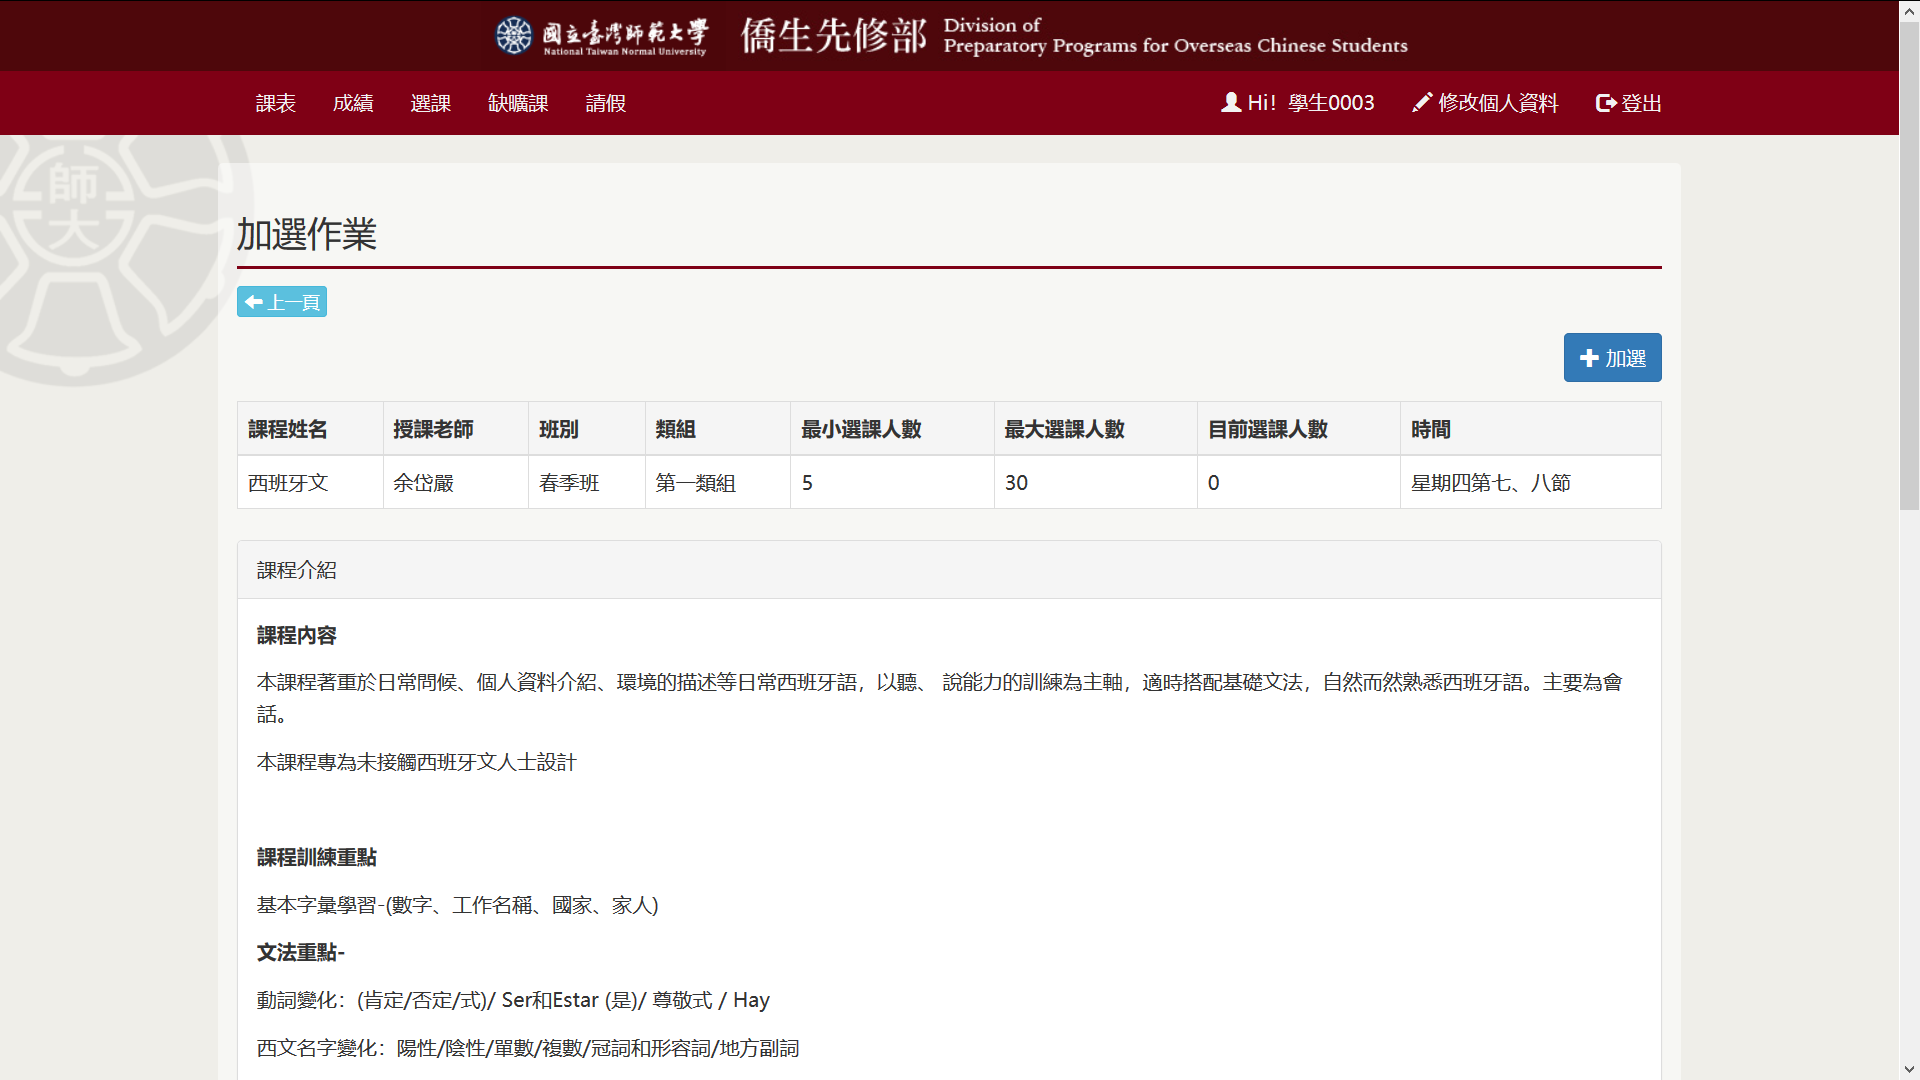 國立臺灣師範大學
National Taiwan Normal University
僑生先修部
Division of
Preparatory Programs for Overseas Chinese Students
課表 成績 選課 缺曠課 請假 Hi！學生0003 修改個人資料 登出
師大
加選作業
上一頁
加選
課程姓名 授課老師 班別 類組 最小選課人數 最大選課人數 目前選課人數 時間
西班牙文 余岱嚴 春季班 第一類組 5 30 0 星期四第七、八節
課程介紹
課程內容
本課程著重於日常問候、個人資料介紹、環境的描述等日常西班牙語，以聽、 說能力的訓練為主軸，適時搭配基礎文法，自然而然熟悉西班牙語。主要為會
話。
本課程專為未接觸西班牙文人士設計
課程訓練重點
基本字彙學習-(數字、工作名稱、國家、家人)
文法重點-
動詞變化：(肯定/否定/式)/ Ser和Estar (是)/ 尊敬式 / Hay
西文名字變化：陽性/陰性/單數/複數/冠詞和形容詞/地方副詞